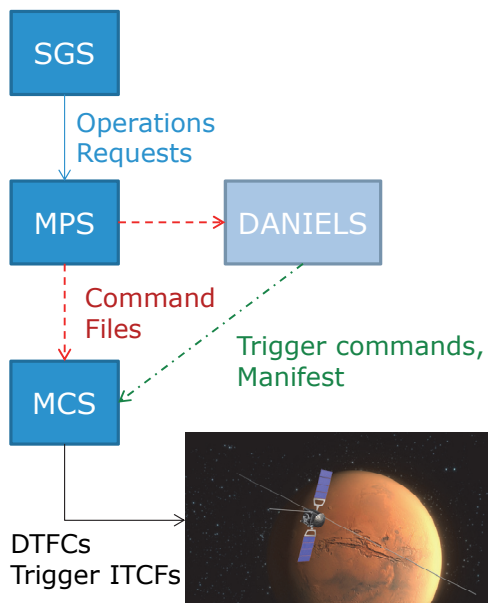 SGS
Operations
Requests
MPS
DANIELS
Command
Files
Trigger commands,
Manifest
MCS
DTFCs
Trigger ITCFs